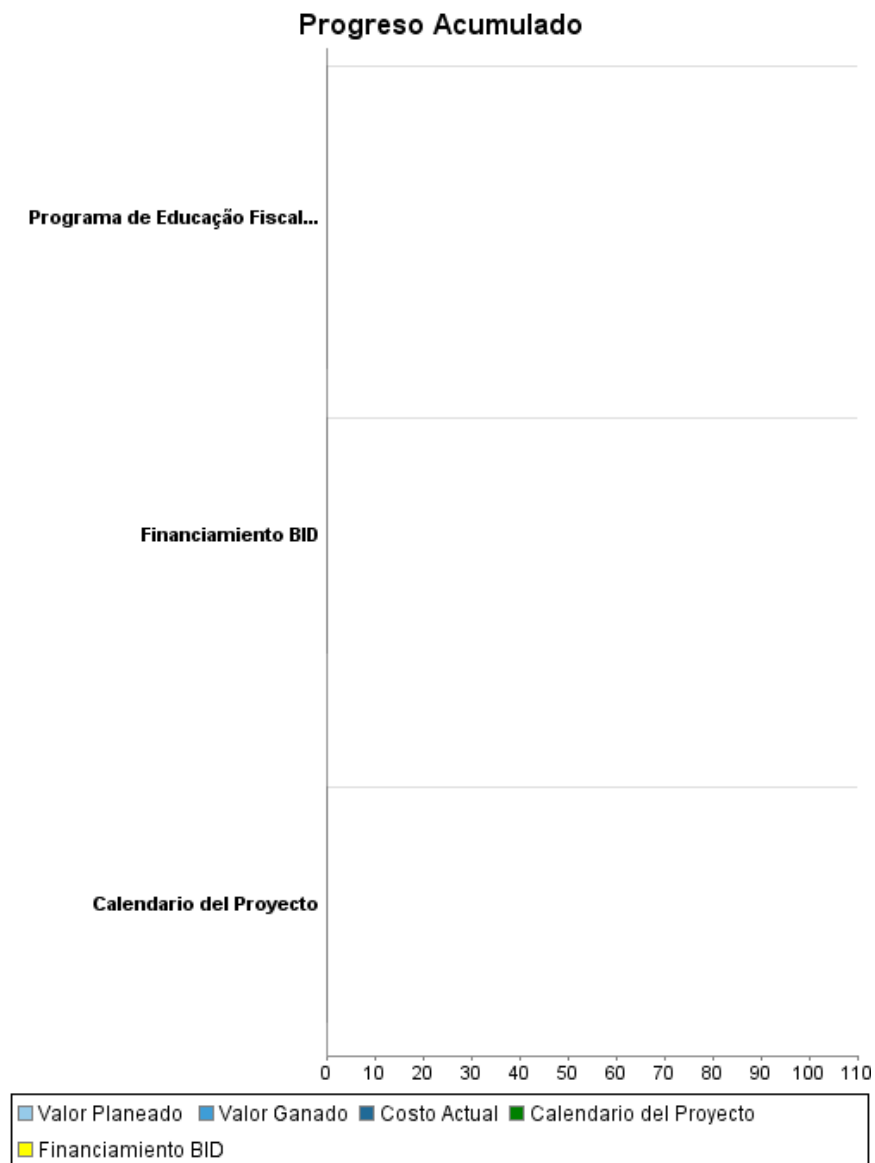 Progreso Acumulado
Programa de Educação Fiscal...
Financiamiento BID
Calendario del Proyecto
0 10 20 30 40 50 60 70 80 90 100 110
Valor Planeado Valor Ganado Costo Actual Calendario del Proyecto
Financiamiento BID